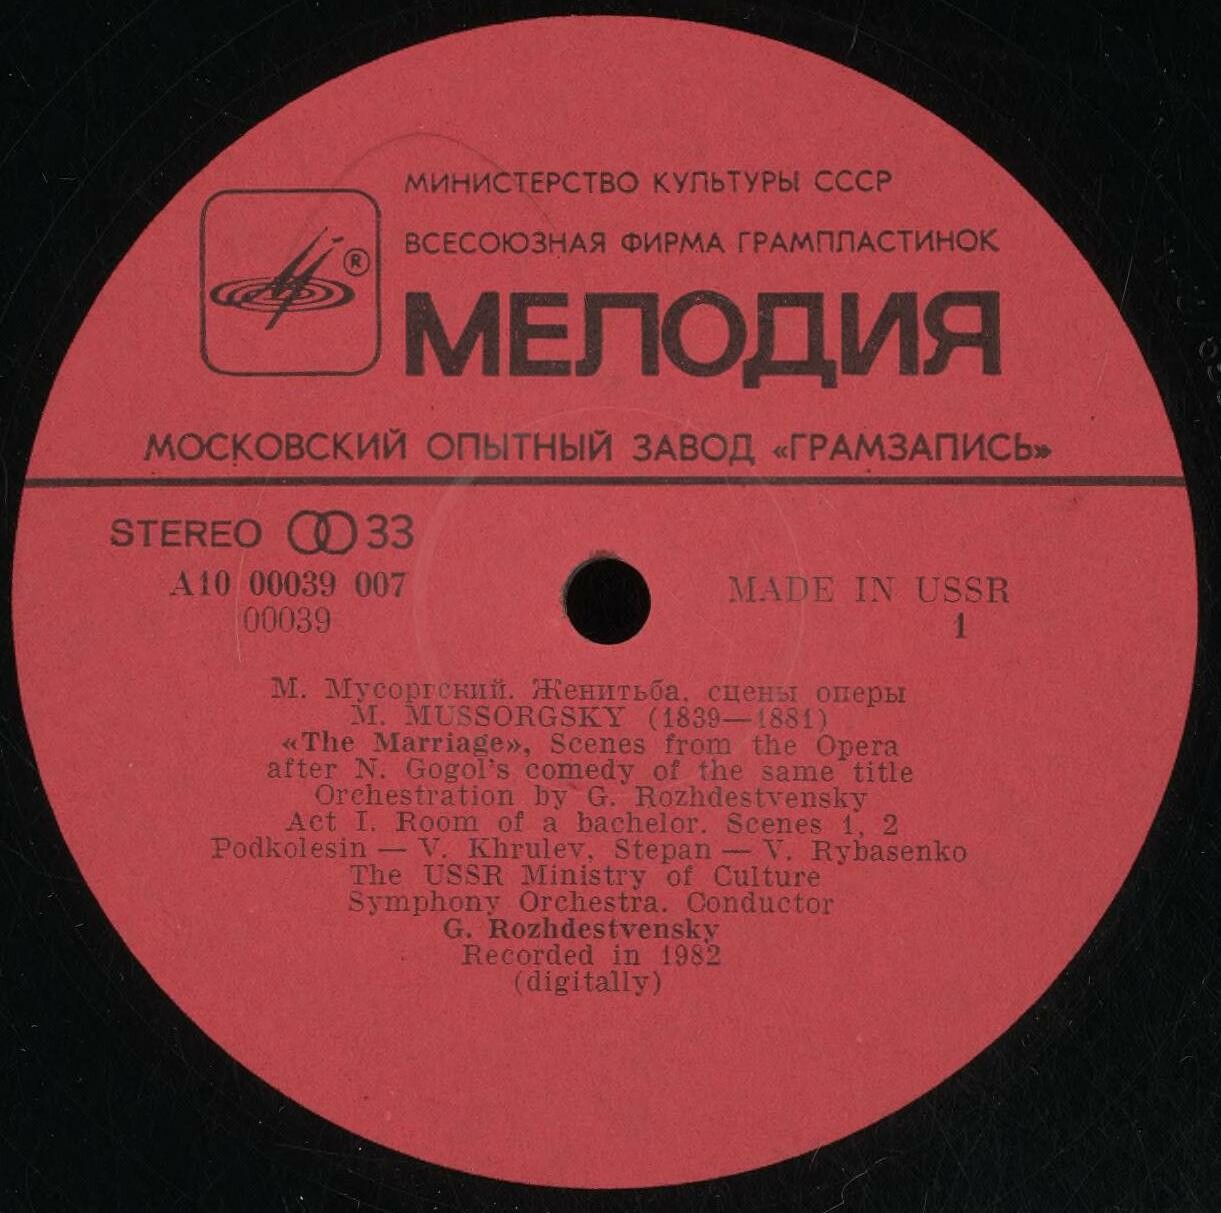 МИНИСТЕРСТВО КУЛЬТУРЫ СССР
ВСЕСОЮЗНАЯ ФИРМА ГРАМПЛАСТИНОК
®
МЕЛОДИЯ
МОСКОВСКИЙ ОПЫТНЫЙ ЗАВОД «ГРАМЗАПИСЬ»
STEREO 33
А10 00039 007
00039
MADE IN USSR
1
М. Мусоргский. Женитьба, сцены оперы
M. MUSSORGSKY (1839—1881)
«The Marriage», Scenes from the Opera
after N. Gogol's comedy of the same title
Orchestration by G. Rozhdestvensky
Act I. Room of a bachelor. Scenes 1, 2
Podkolesin — V. Khrulev, Stepan — V. Rybasenko
The USSR Ministry of Culture
Symphony Orchestra. Conductor
G. Rozhdestvensky
Recorded in 1982
(digitally)